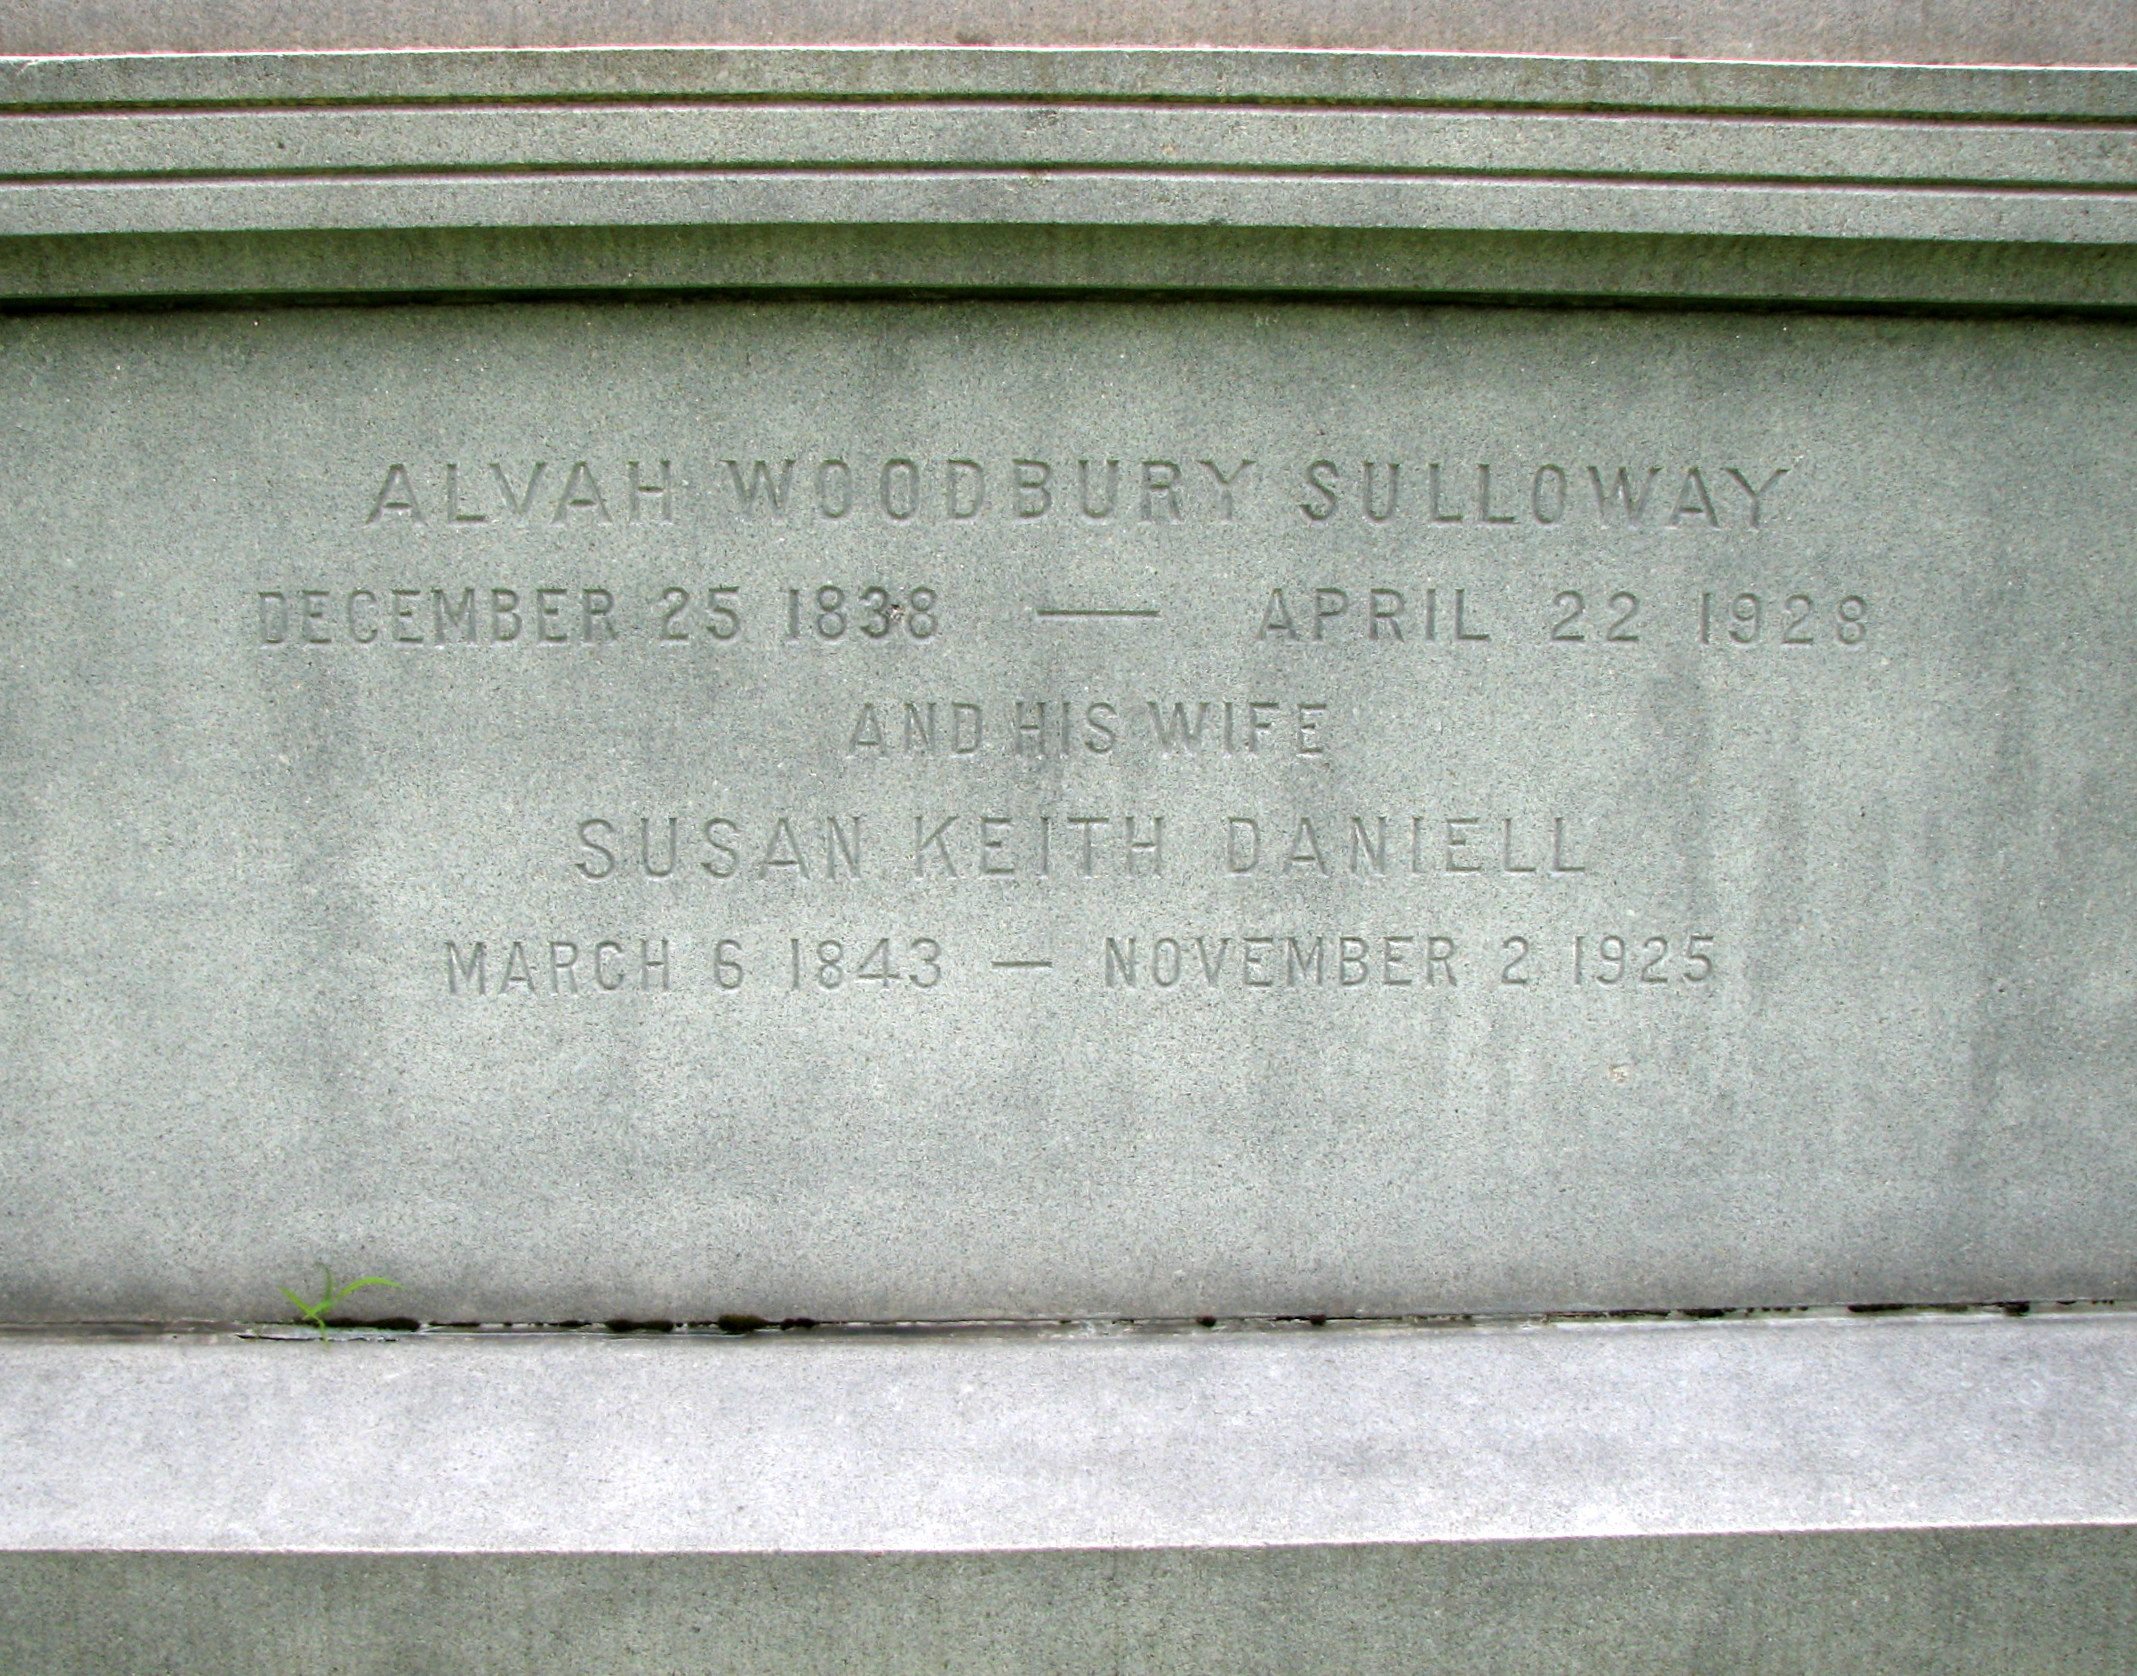 ALVAH WOODBURY SULLOWAY
DECEMBER 25 1838 — APRIL 22 1928
AND HIS WIFE
SUSAN KEITH DANIELL
MARCH 6 1843 — NOVEMBER 2 1925